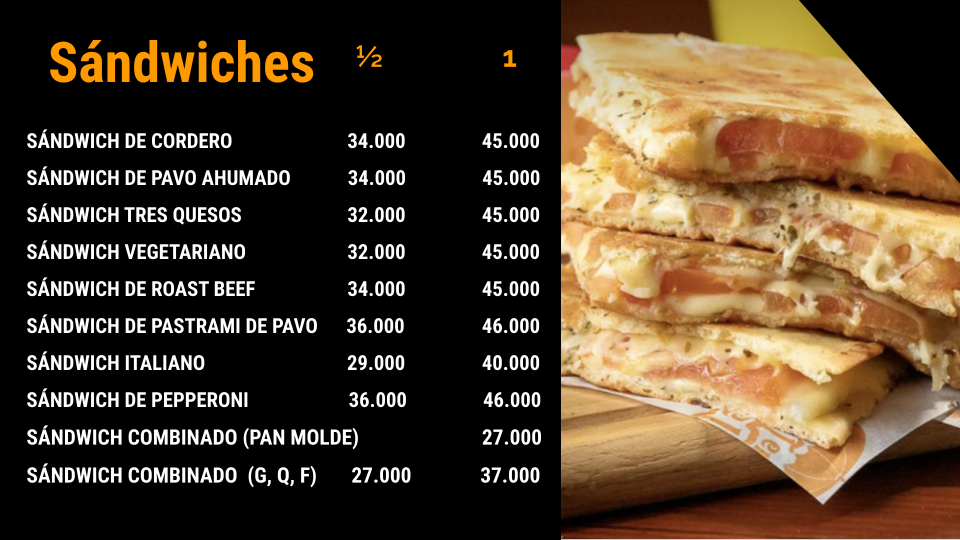 Sándwiches ½ 1
SÁNDWICH DE CORDERO 34.000 45.000
SÁNDWICH DE PAVO AHUMADO 34.000 45.000
SÁNDWICH TRES QUESOS 32.000 45.000
SÁNDWICH VEGETARIANO 32.000 45.000
SÁNDWICH DE ROAST BEEF 34.000 45.000
SÁNDWICH DE PASTRAMI DE PAVO 36.000 46.000
SÁNDWICH ITALIANO 29.000 40.000
SÁNDWICH DE PEPPERONI 36.000 46.000
SÁNDWICH COMBINADO (PAN MOLDE) 27.000
SÁNDWICH COMBINADO (G, Q, F) 27.000 37.000